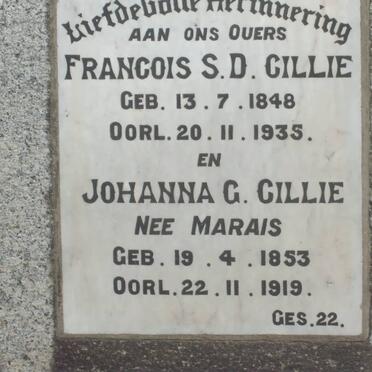 Liefdevolle Herinnering
AAN ONS OUERS
FRANCOIS S.D. CILLIE
GEB. 13.7.1848
OORL. 20.11.1935.
EN
JOHANNA G. CILLIE
NEE MARAIS
GEB. 19.4.1853
OORL. 22.11.1919.
GES. 22.